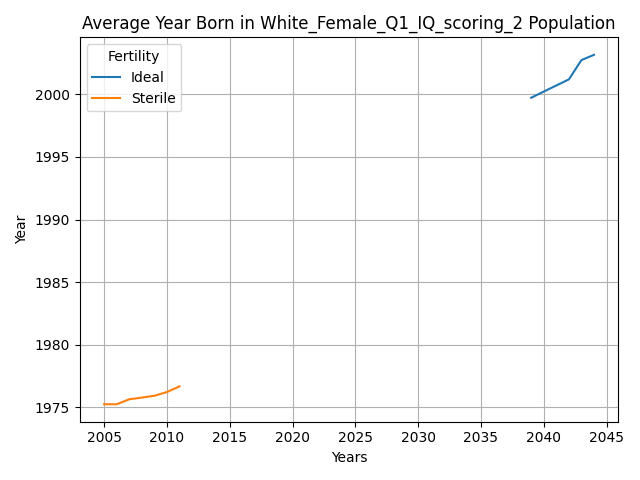 Average Year Born in White_Female_Q1_IQ_scoring_2 Population
Fertility
Ideal
Sterile
2000
1995
1990
1985
1980
1975
Year
2005 2010 2015 2020 2025 2030 2035 2040 2045
Years